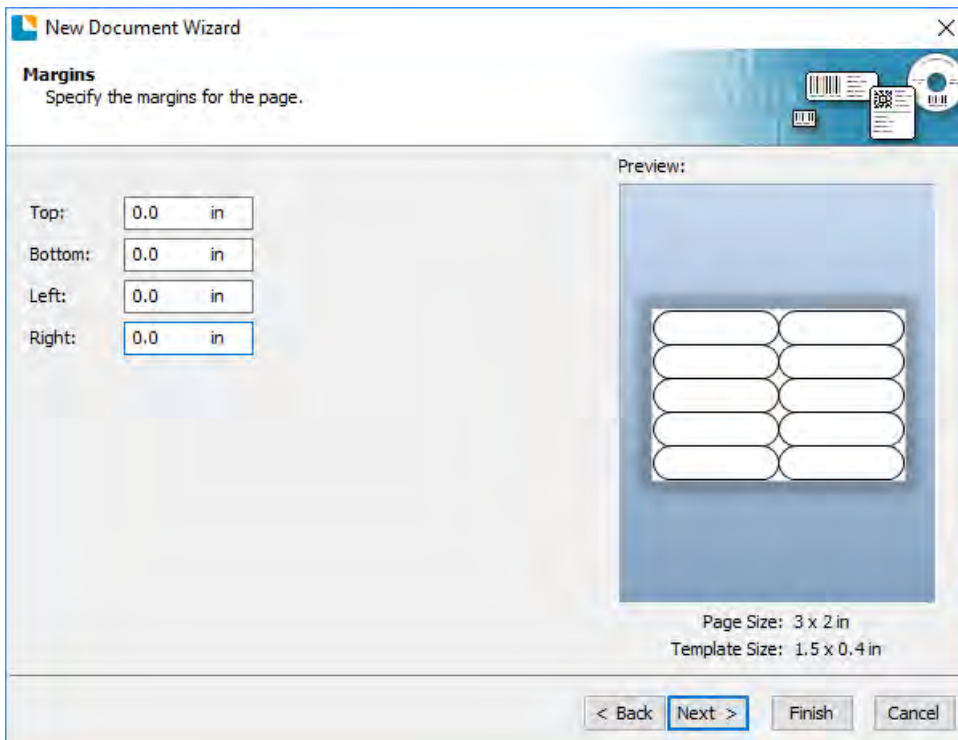 New Document Wizard
Margins
Specify the margins for the page.
Preview:
Top: 0.0 in
Bottom: 0.0 in
Left: 0.0 in
Right: 0.0 in
Page Size: 3 x 2 in
Template Size: 1.5 x 0.4 in
< Back Next > Finish Cancel